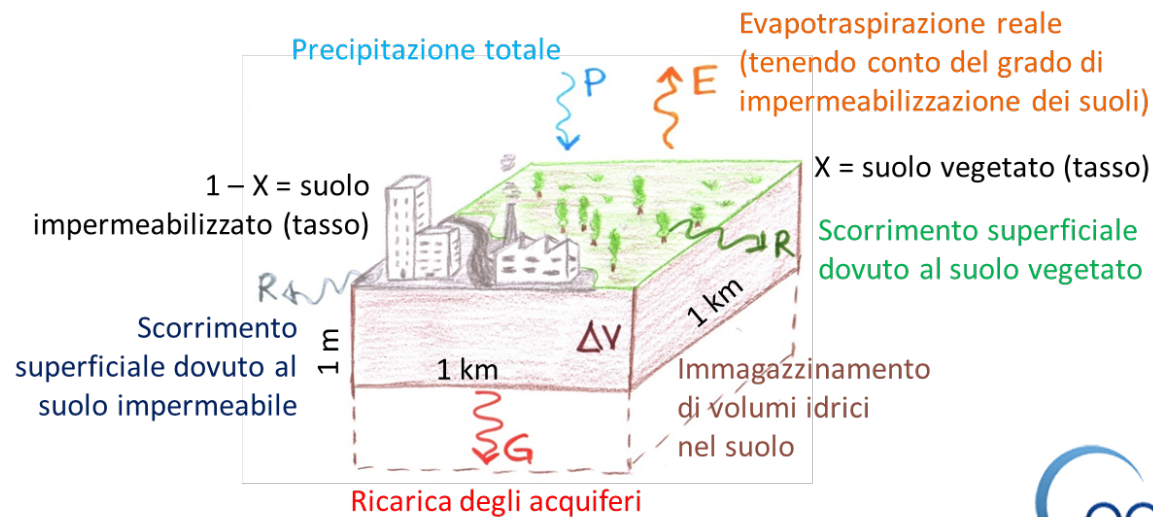 Precipitazione totale
Evapotraspirazione reale
(tenendo conto del grado di
impermeabilizzazione dei suoli)
P
E
1 – X = suolo
impermeabilizzato (tasso)
X = suolo vegetato (tasso)
R
Scorrimento superficiale
dovuto al suolo vegetato
R
Scorrimento
superficiale dovuto al
suolo impermeabile
1 m
1 km
ΔV
1 km
Immagazzinamento
di volumi idrici
nel suolo
G
Ricarica degli acquiferi